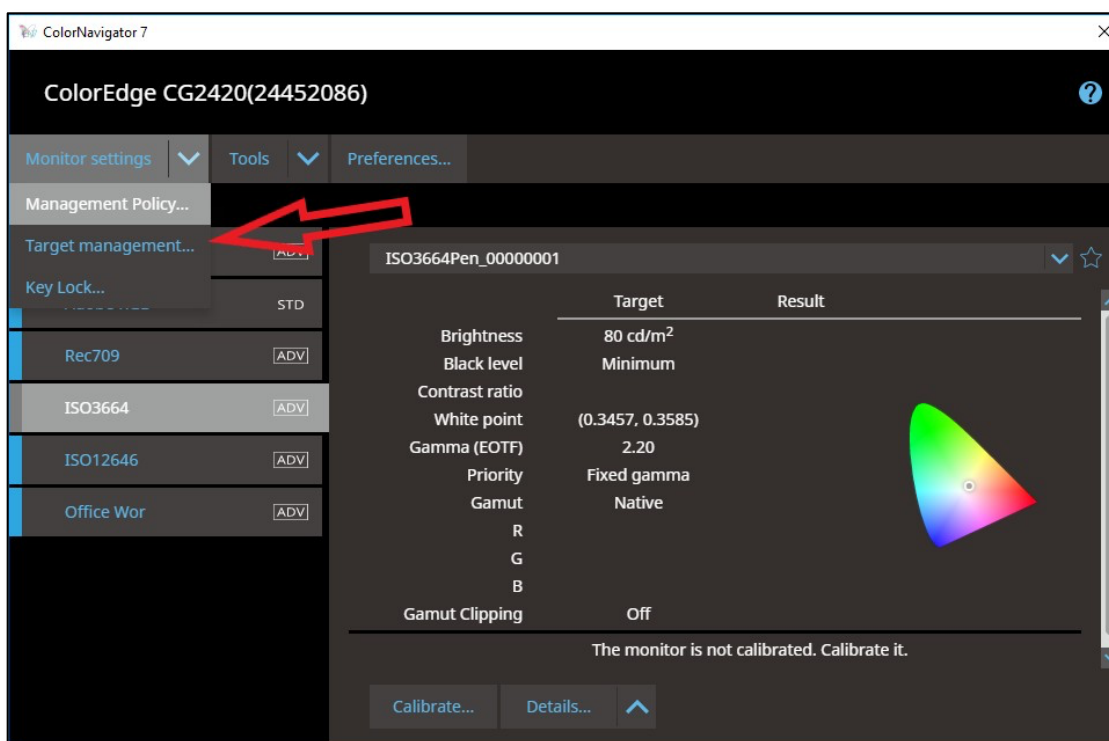 ColorNavigator 7
ColorEdge CG2420(24452086)
Monitor settings
Tools
Preferences...
Management Policy...
Target management...
Key Lock...
ADV
STD
Rec709 ADV
ISO3664 ADV
ISO12646 ADV
Office Wor ADV
ISO3664Pen_00000001
Target Result
Brightness 80 cd/m²
Black level Minimum
Contrast ratio
White point (0.3457, 0.3585)
Gamma (EOTF) 2.20
Priority Fixed gamma
Gamut Native
R
G
B
Gamut Clipping Off
The monitor is not calibrated. Calibrate it.
Calibrate... Details...